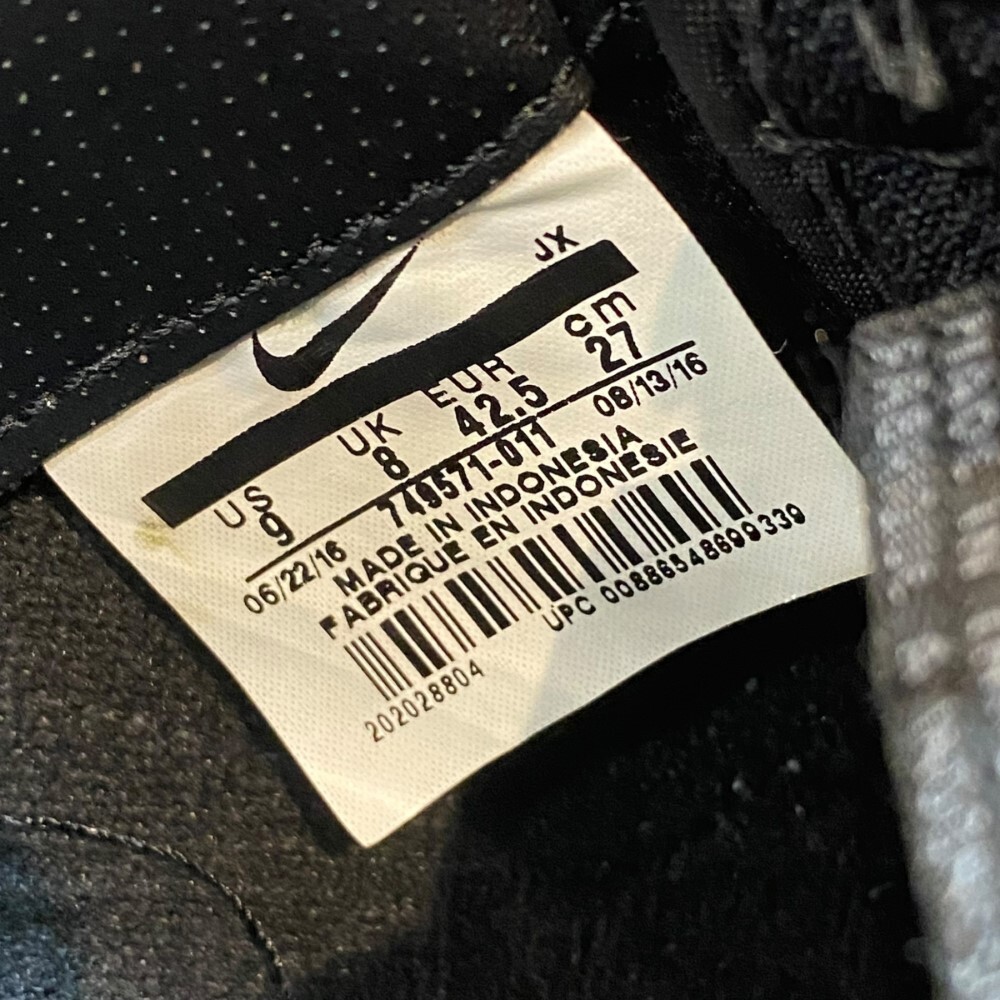 JX
US UK EUR cm
9 8 42.5 27
06/22/16 749571-011 08/13/16
MADE IN INDONESIA
FABRIQUE EN INDONESIE
202028804 UPC 00886548699339